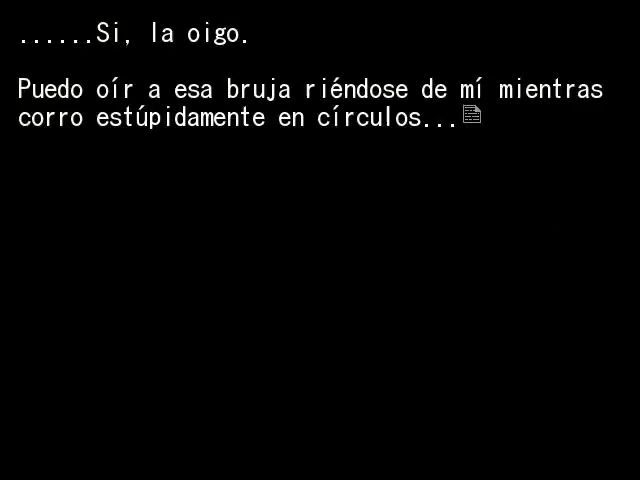 ......Si, la oigo.
Puedo oír a esa bruja riéndose de mí mientras
corro estúpidamente en círculos...